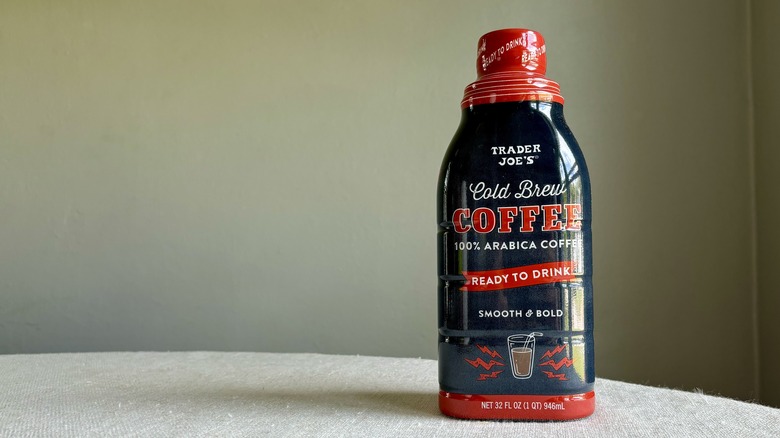 READY TO DRINK
TRADER
JOE'S®
Cold Brew
COFFEE
100% ARABICA COFFEE
READY TO DRINK
SMOOTH & BOLD
NET 32 FL OZ (1 QT) 946mL